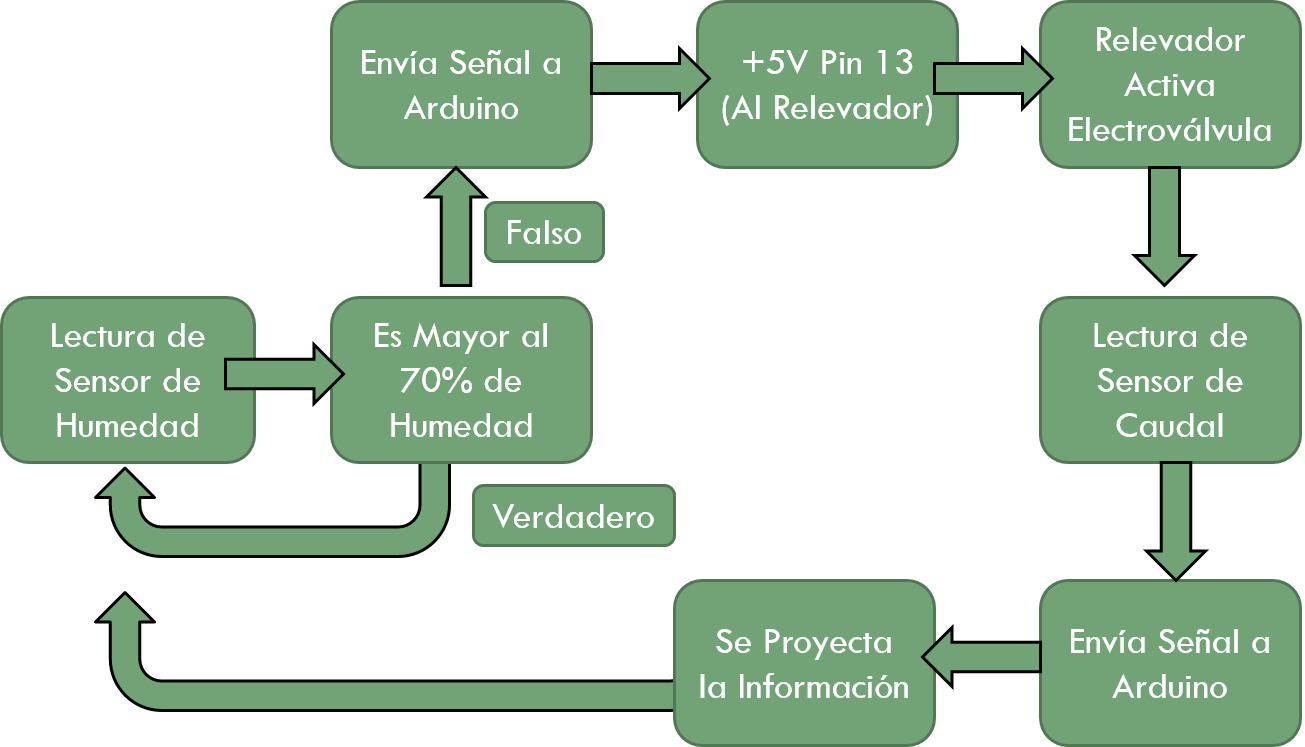 Envía Señal a
Arduino
+5V Pin 13
(Al Relevador)
Relevador
Activa
Electroválvula
Falso
Lectura de
Sensor de
Humedad
Es Mayor al
70% de
Humedad
Lectura de
Sensor de
Caudal
Verdadero
Se Proyecta
la Información
Envía Señal a
Arduino